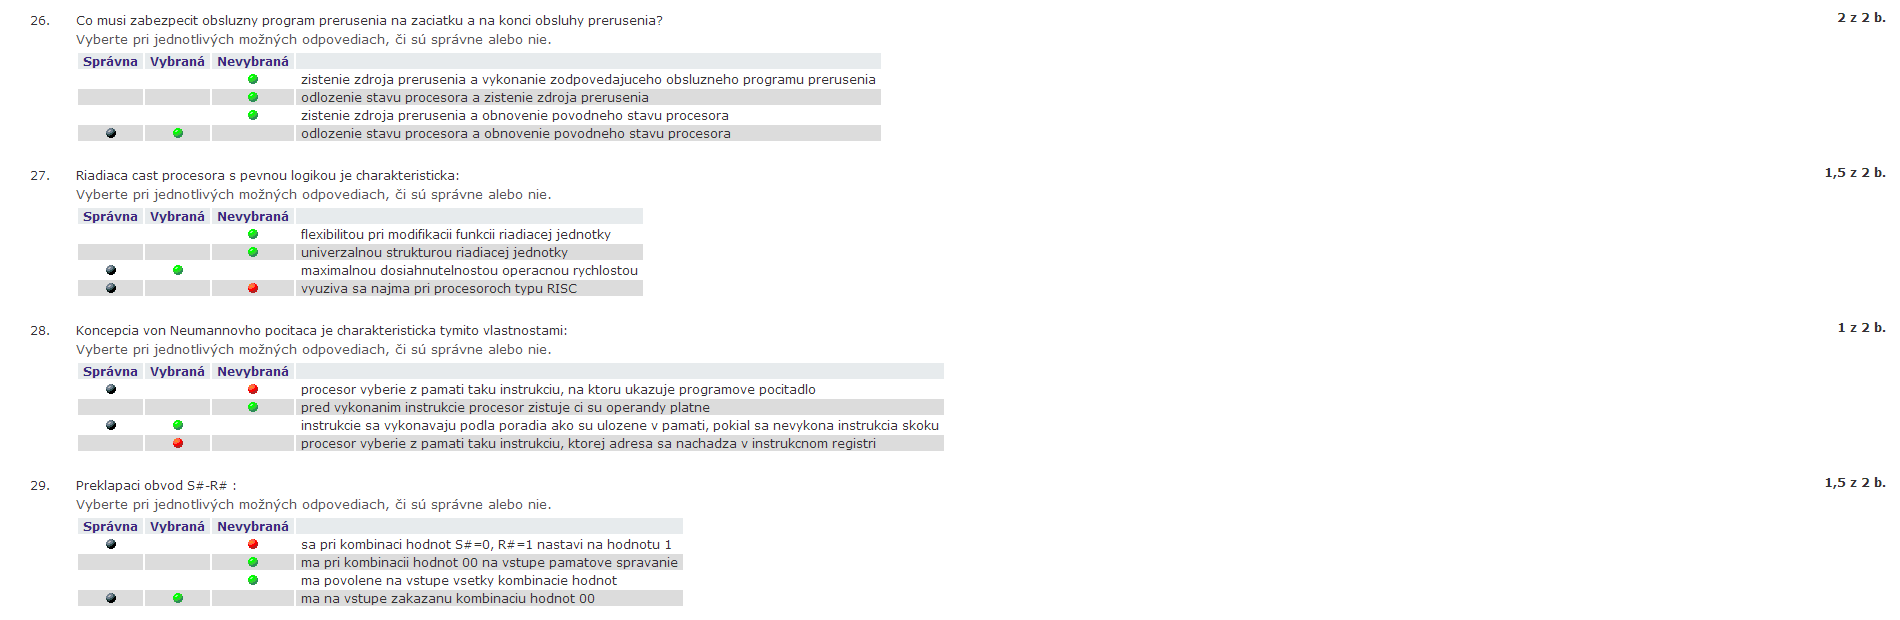 26. Co musi zabezpecit obsluzny program prerusenia na zaciatku a na konci obsluhy prerusenia? 2 z 2 b.
Vyberte pri jednotlivých možných odpovediach, či sú správne alebo nie.
Správna Vybraná Nevybraná
zistenie zdroja prerusenia a vykonanie zodpovedajuceho obsluzneho programu prerusenia
odlozenie stavu procesora a zistenie zdroja prerusenia
zistenie zdroja prerusenia a obnovenie povodneho stavu procesora
odlozenie stavu procesora a obnovenie povodneho stavu procesora
27. Riadiaca cast procesora s pevnou logikou je charakteristicka: 1,5 z 2 b.
Vyberte pri jednotlivých možných odpovediach, či sú správne alebo nie.
Správna Vybraná Nevybraná
flexibilitou pri modifikacii funkcii riadiacej jednotky
univerzalnou strukturou riadiacej jednotky
maximalnou dosiahnutelnostou operacnou rychlostou
vyuziva sa najma pri procesoroch typu RISC
28. Koncepcia von Neumannovho pocitaca je charakteristicka tymito vlastnostami: 1 z 2 b.
Vyberte pri jednotlivých možných odpovediach, či sú správne alebo nie.
Správna Vybraná Nevybraná
procesor vyberie z pamati taku instrukciu, na ktoru ukazuje programove pocitadlo
pred vykonanim instrukcie procesor zistuje ci su operandy platne
instrukcie sa vykonavaju podla poradia ako su ulozene v pamati, pokial sa nevykona instrukcia skoku
procesor vyberie z pamati taku instrukciu, ktorej adresa sa nachadza v instrukcnom registri
29. Preklapaci obvod S#-R# : 1,5 z 2 b.
Vyberte pri jednotlivých možných odpovediach, či sú správne alebo nie.
Správna Vybraná Nevybraná
sa pri kombinaci hodnot S#=0, R#=1 nastavi na hodnotu 1
ma pri kombinacii hodnot 00 na vstupe pamatove spravanie
ma povolene na vstupe vsetky kombinacie hodnot
ma na vstupe zakazanu kombinaciu hodnot 00